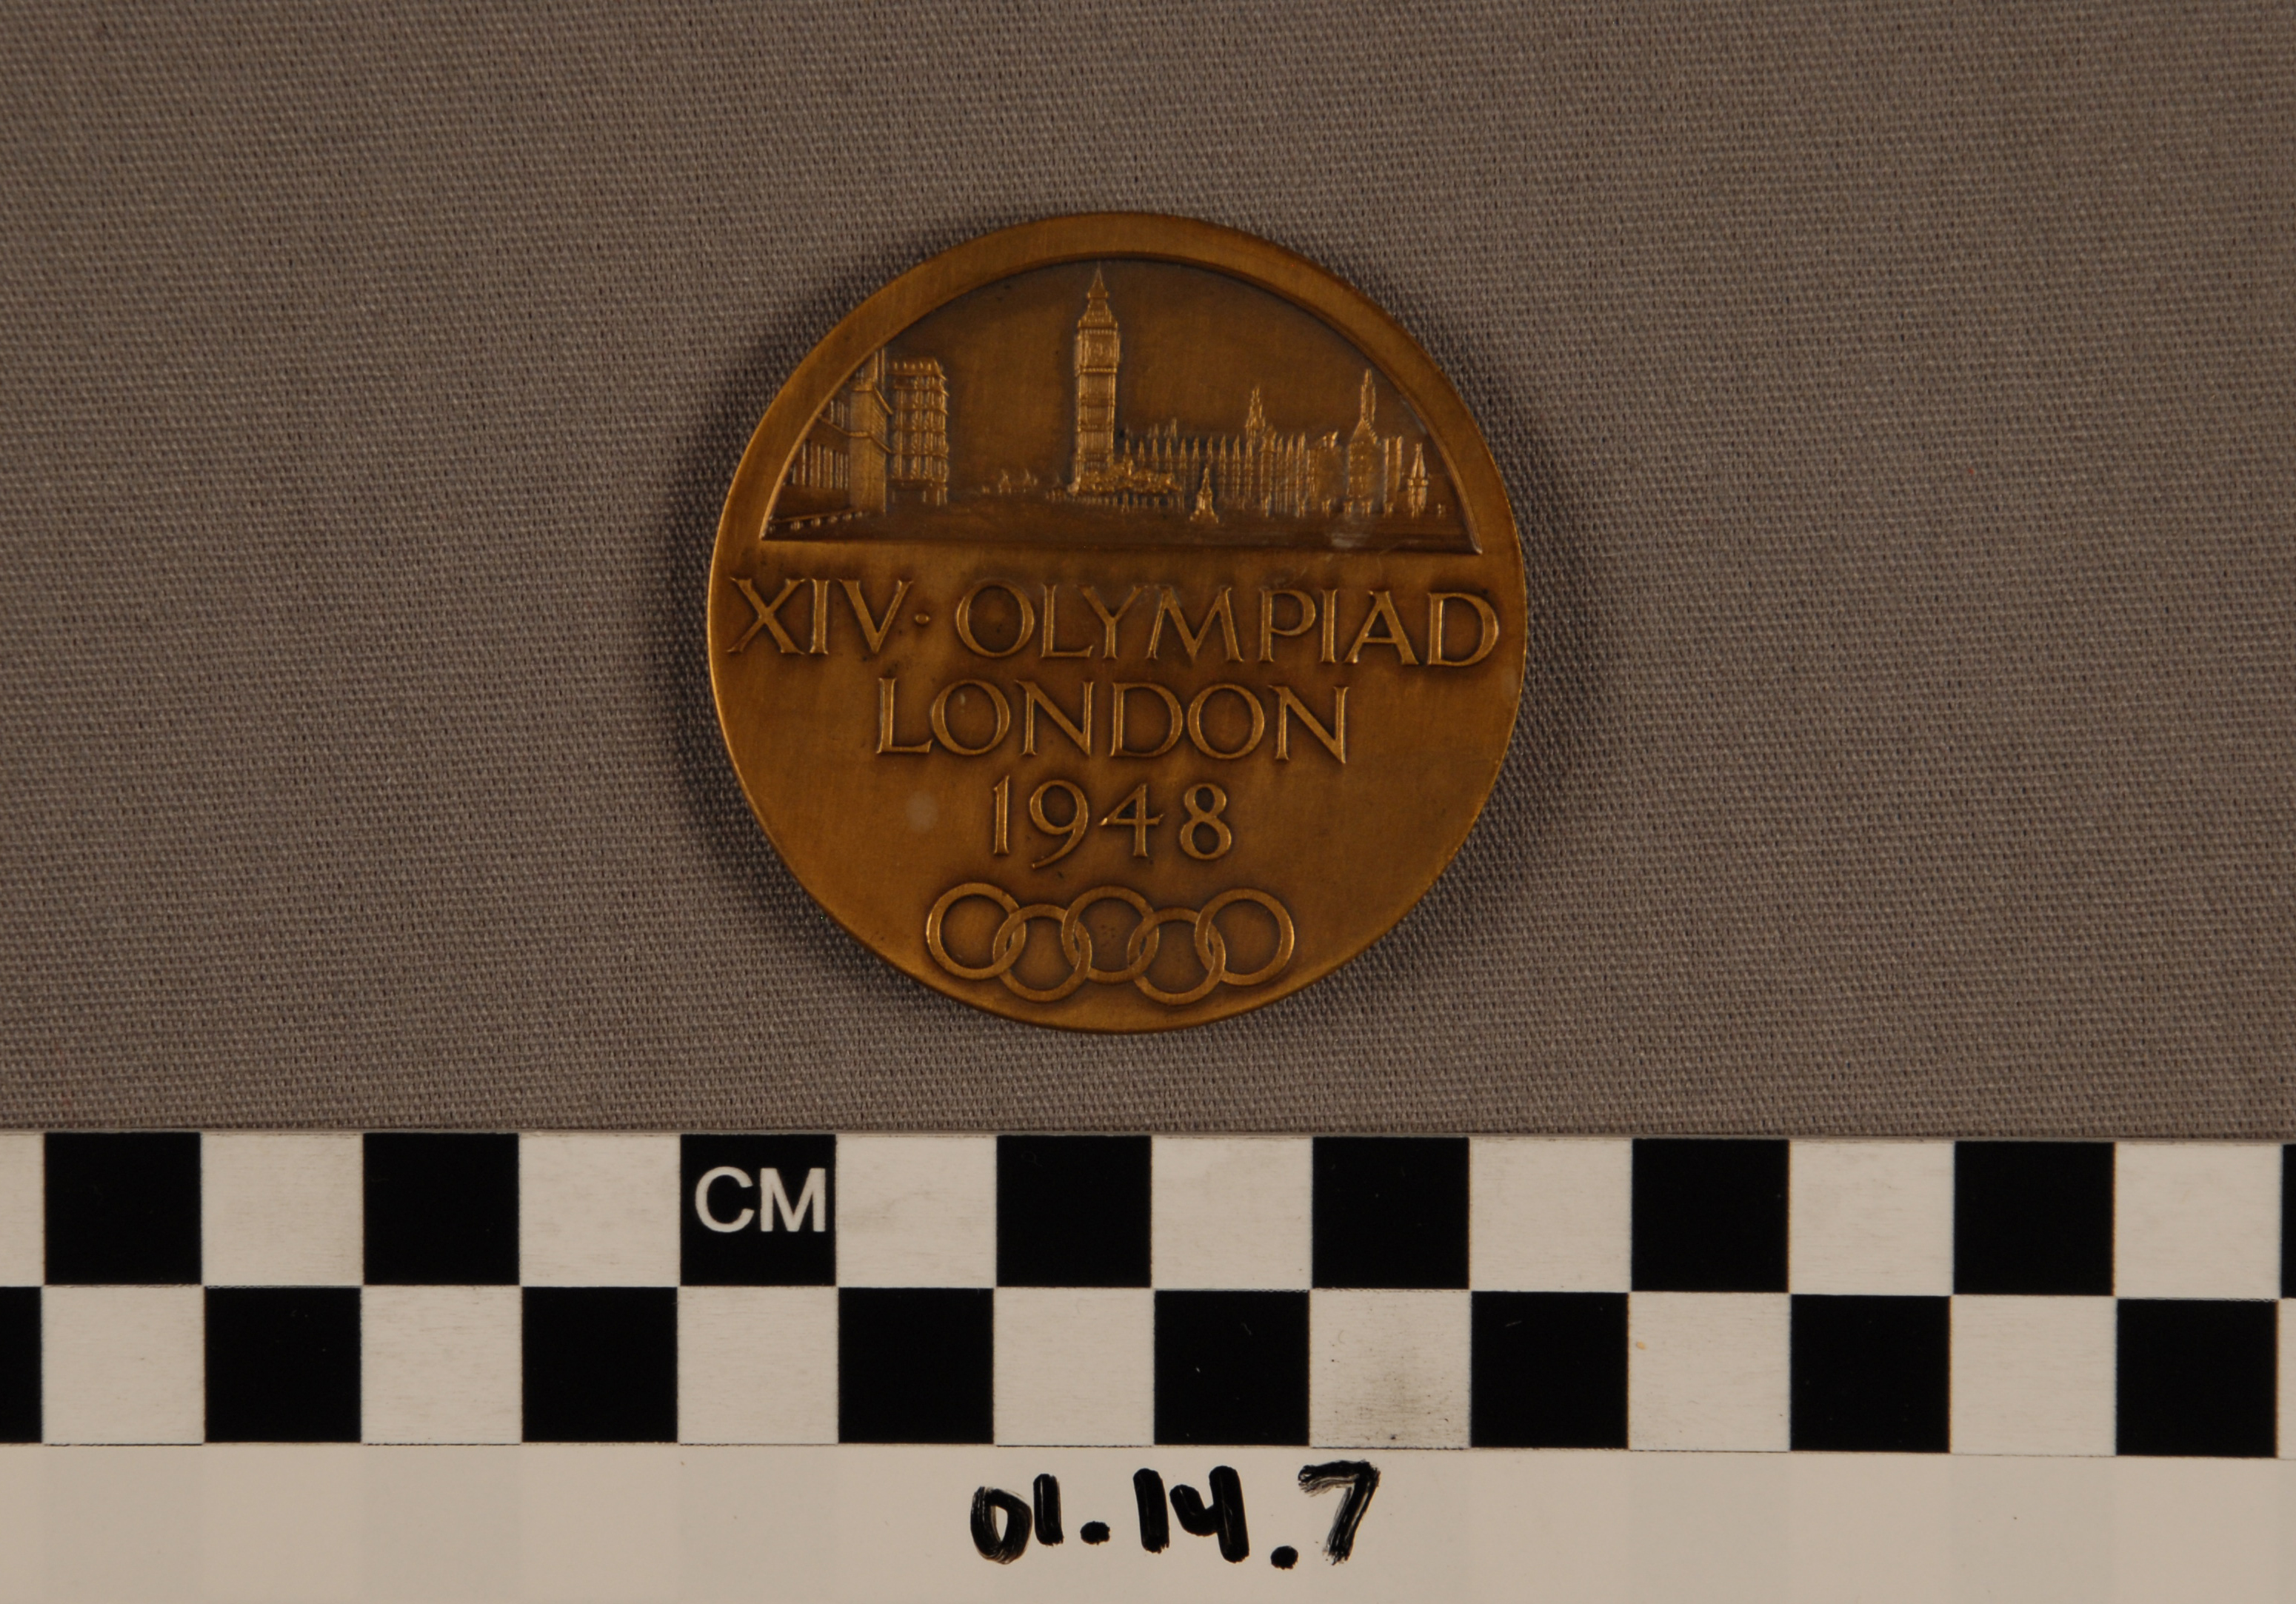 XIV · OLYMPIAD
LONDON
1948
CM
01.14.7